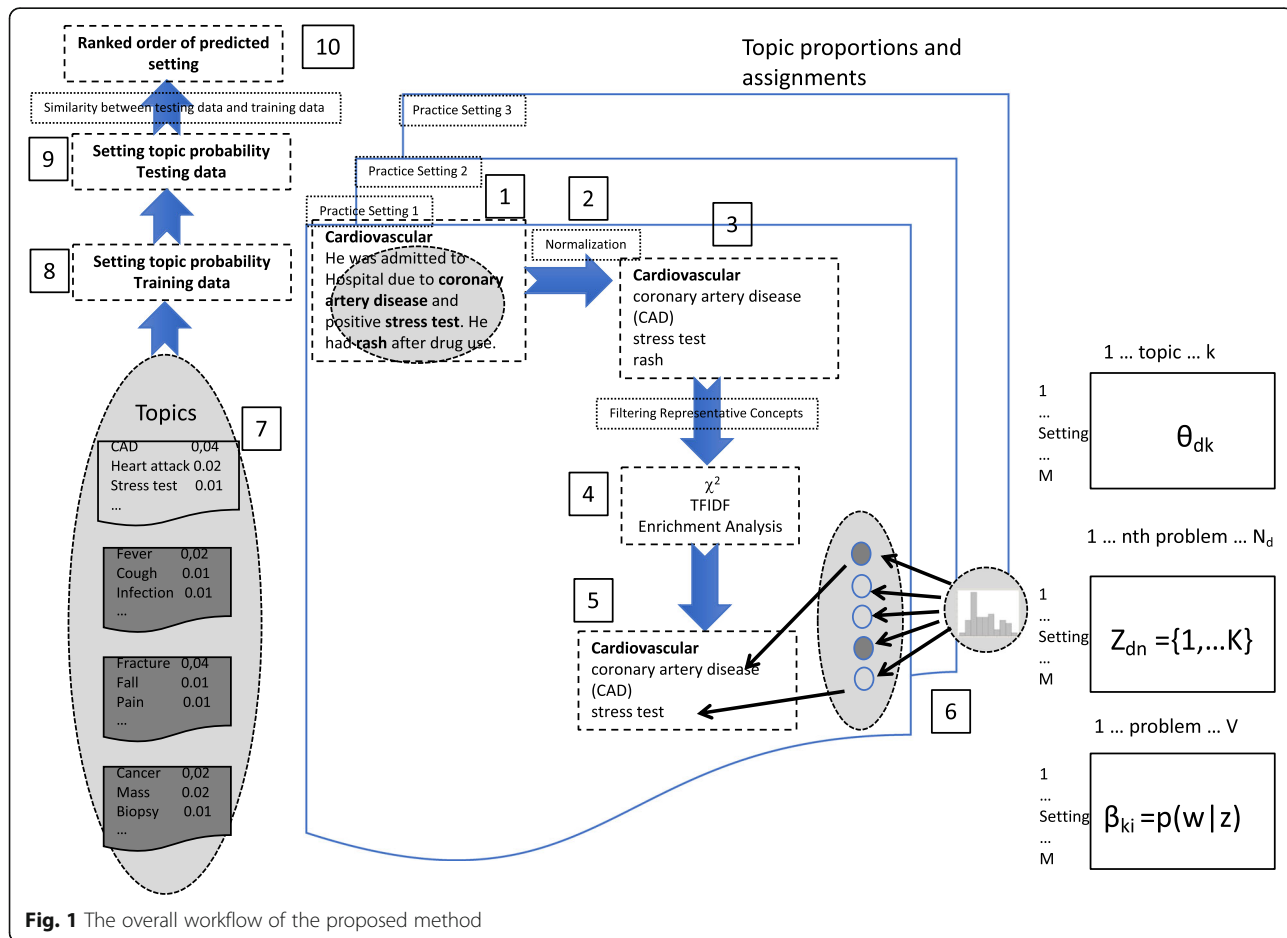 Ranked order of predicted
setting
10
Similarity between testing data and training data
9
Setting topic probability
Testing data
8
Setting topic probability
Training data
Topics
7
CAD 0,04
Heart attack 0.02
Stress test 0.01
...
Fever 0,02
Cough 0.01
Infection 0.01
...
Fracture 0,04
Fall 0.01
Pain 0.01
...
Cancer 0,02
Mass 0.02
Biopsy 0.01
...
Topic proportions and
assignments
Practice Setting 3
Practice Setting 2
Practice Setting 1
1
Cardiovascular
He was admitted to
Hospital due to coronary
artery disease and
positive stress test. He
had rash after drug use.
2
Normalization
3
Cardiovascular
coronary artery disease
(CAD)
stress test
rash
Filtering Representative Concepts
4
χ2
TFIDF
Enrichment Analysis
5
Cardiovascular
coronary artery disease
(CAD)
stress test
6
1 ... topic ... k
1
...
Setting
...
M
θdk
1 ... nth problem ... Nd
1
...
Setting
...
M
Zdn ={1,...K}
1 ... problem ... V
1
...
Setting
...
M
βki =p(w|z)
Fig. 1 The overall workflow of the proposed method